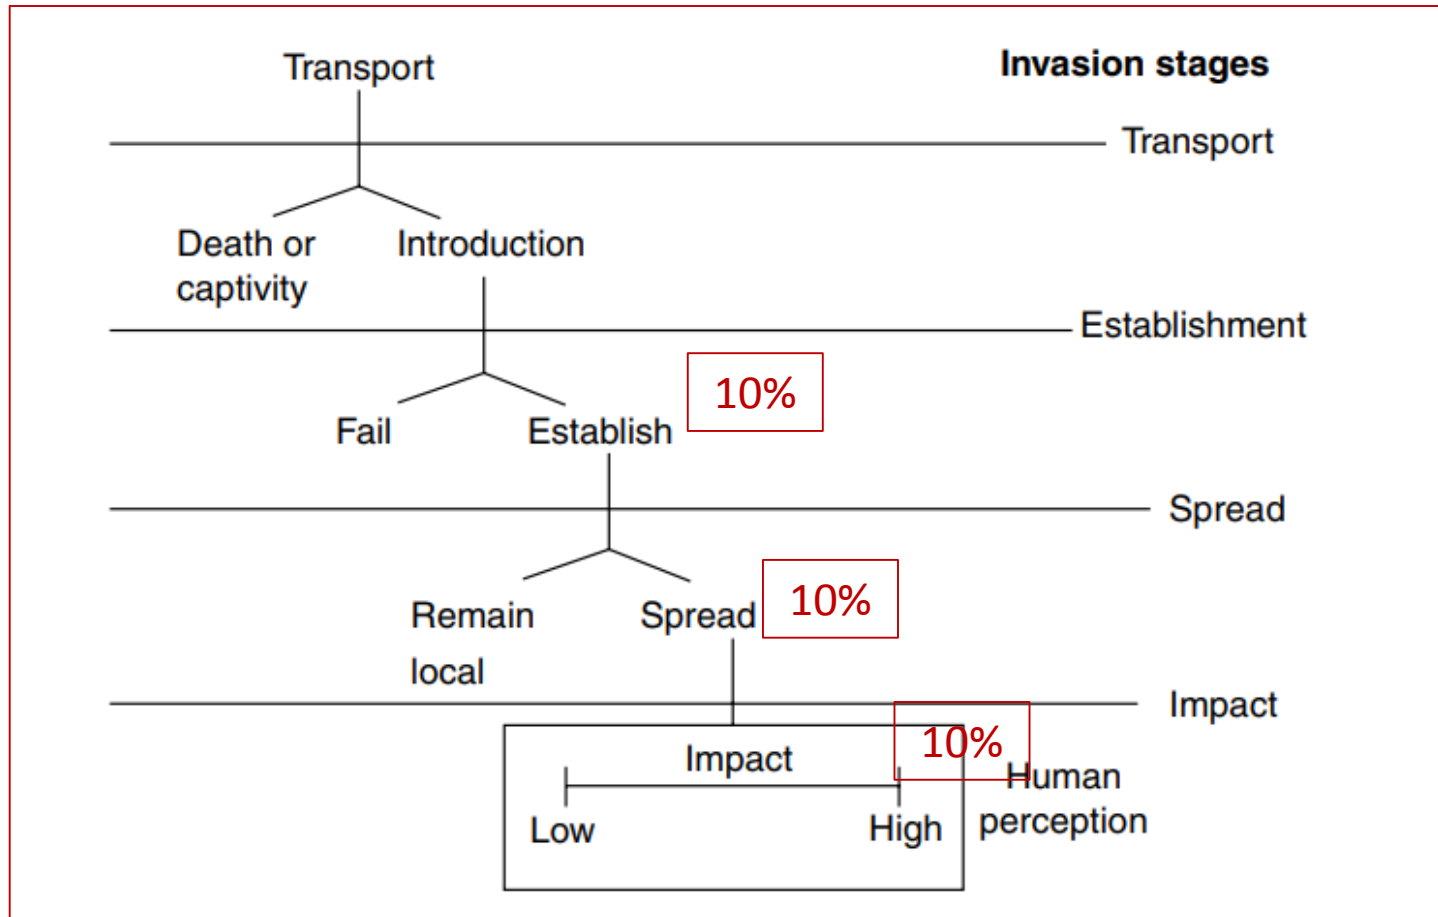 Transport
Invasion stages
Transport
Death or
captivity
Introduction
Establishment
10%
Fail
Establish
Spread
10%
Remain
local
Spread
Impact
10%
Impact
Human
perception
Low
High